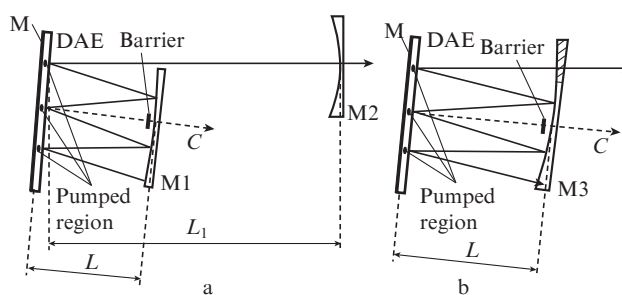 M
DAE
Barrier
M2
C
M1
Pumped
region
L₁
L
a
M
DAE
Barrier
C
M3
Pumped
region
L
b